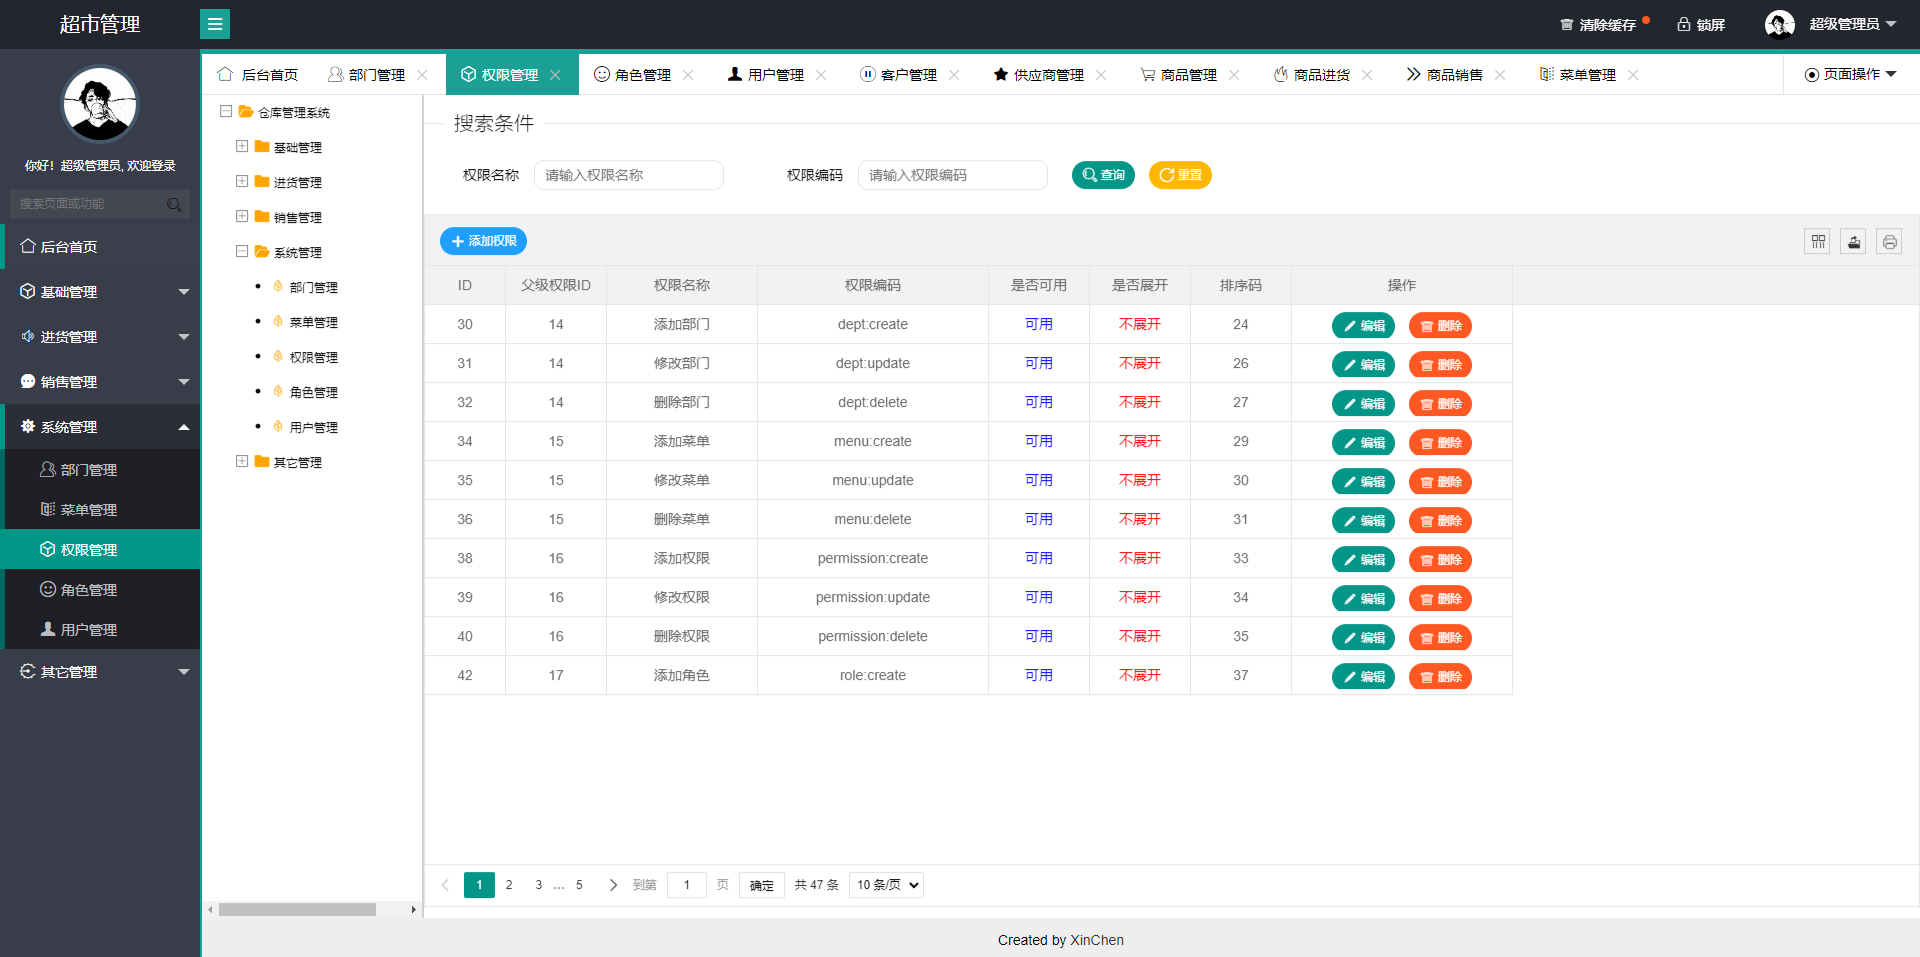 超市管理
清除缓存
锁屏
超级管理员
你好！超级管理员, 欢迎登录
搜索页面或功能
后台首页
基础管理
进货管理
销售管理
系统管理
部门管理
菜单管理
权限管理
角色管理
用户管理
其它管理
后台首页 部门管理 权限管理 角色管理 用户管理 客户管理 供应商管理 商品管理 商品进货 商品销售 菜单管理 页面操作
仓库管理系统
基础管理
进货管理
销售管理
系统管理
部门管理
菜单管理
权限管理
角色管理
用户管理
其它管理
搜索条件
权限名称 请输入权限名称 权限编码 请输入权限编码 查询 重置
添加权限
ID 父级权限ID 权限名称 权限编码 是否可用 是否展开 排序码 操作
30 14 添加部门 dept:create 可用 不展开 24 编辑 删除
31 14 修改部门 dept:update 可用 不展开 26 编辑 删除
32 14 删除部门 dept:delete 可用 不展开 27 编辑 删除
34 15 添加菜单 menu:create 可用 不展开 29 编辑 删除
35 15 修改菜单 menu:update 可用 不展开 30 编辑 删除
36 15 删除菜单 menu:delete 可用 不展开 31 编辑 删除
38 16 添加权限 permission:create 可用 不展开 33 编辑 删除
39 16 修改权限 permission:update 可用 不展开 34 编辑 删除
40 16 删除权限 permission:delete 可用 不展开 35 编辑 删除
42 17 添加角色 role:create 可用 不展开 37 编辑 删除
1 2 3 … 5 到第 1 页 确定 共 47 条 10 条/页
Created by XinChen